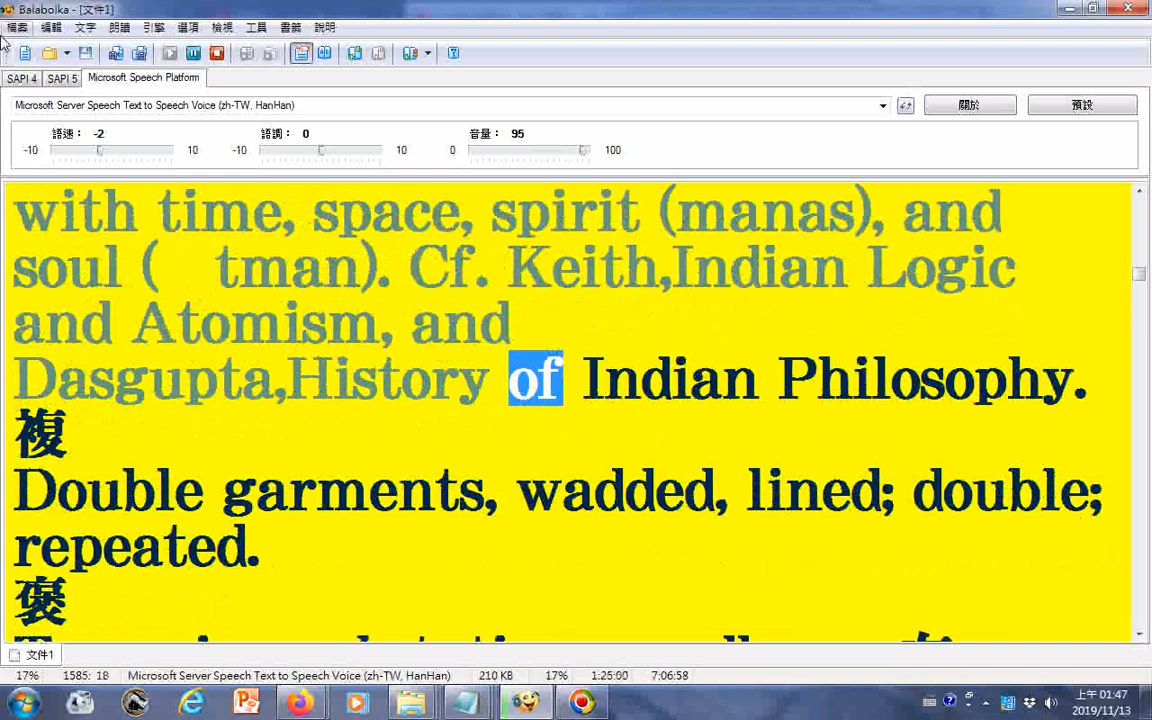 Balabolka - [文件1]
檔案 編輯 文字 朗讀 引擎 選項 檢視 工具 書籤 說明
SAPI 4 SAPI 5 Microsoft Speech Platform
Microsoft Server Speech Text to Speech Voice (zh-TW, HanHan) 關於 預設
語速： -2 語調： 0 音量： 95
-10 10 -10 10 0 100
with time, space, spirit (manas), and
soul ( tman). Cf. Keith,Indian Logic
and Atomism, and
Dasgupta,History of Indian Philosophy.
複
Double garments, wadded, lined; double;
repeated.
褒
文件1
17% 1585: 18 Microsoft Server Speech Text to Speech Voice (zh-TW, HanHan) 210 KB 17% 1:25:00 7:06:58
上午 01:47
2019/11/13